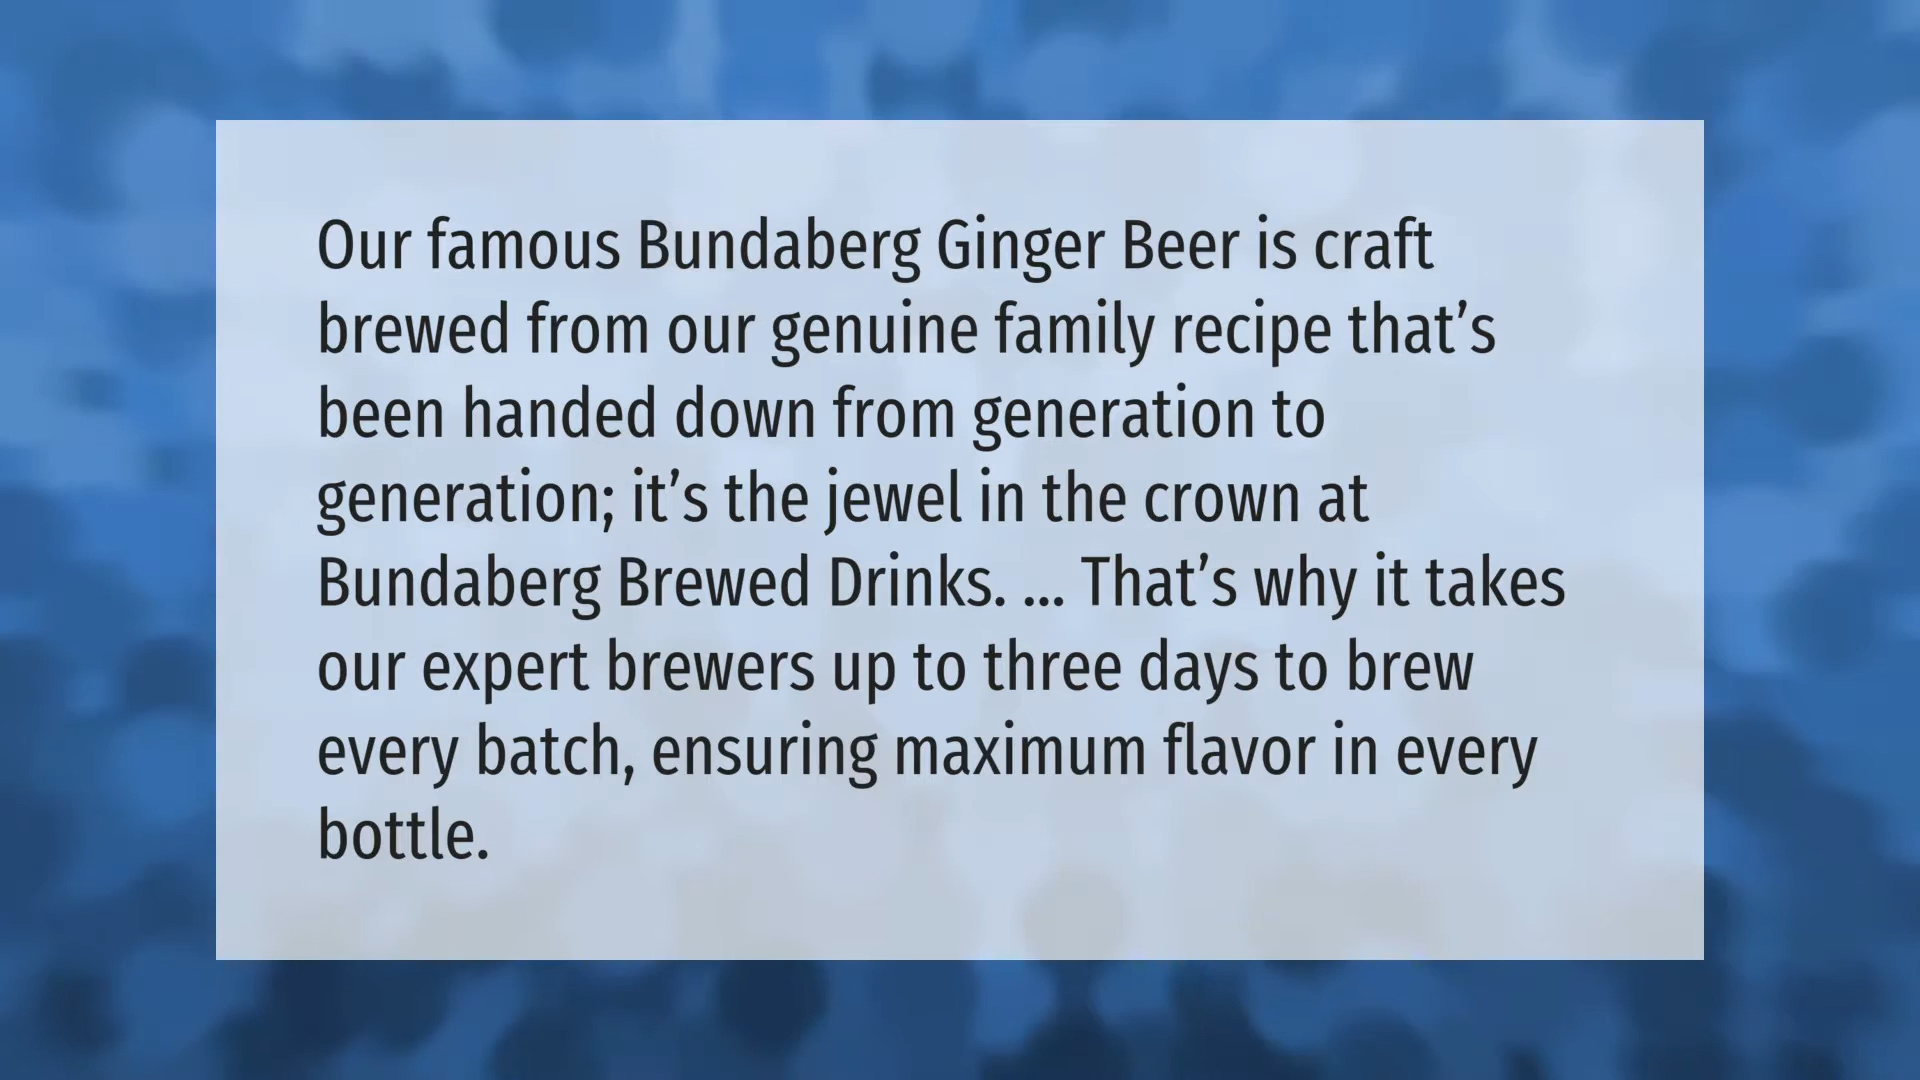 Our famous Bundaberg Ginger Beer is craft
brewed from our genuine family recipe that’s
been handed down from generation to
generation; it’s the jewel in the crown at
Bundaberg Brewed Drinks. ... That’s why it takes
our expert brewers up to three days to brew
every batch, ensuring maximum flavor in every
bottle.